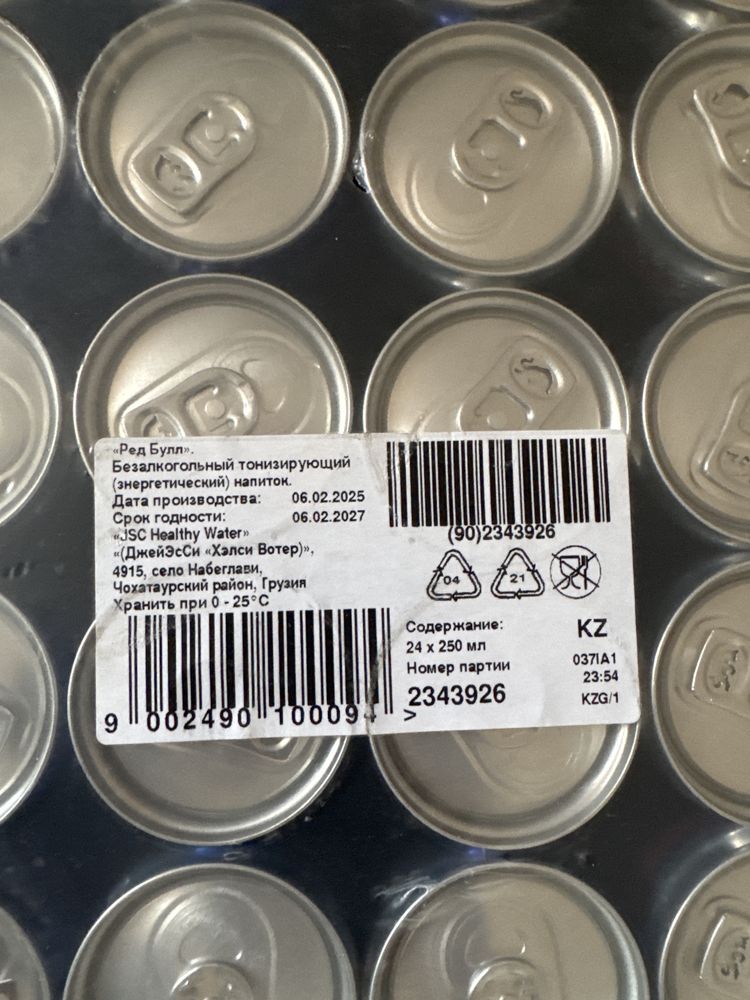 «Ред Булл».
Безалкогольный тонизирующий
(энергетический) напиток.
Дата производства: 06.02.2025
Срок годности: 06.02.2027
«JSC Healthy Water»
«(ДжейЭсСи «Хэлси Вотер)»,
4915, село Набеглави,
Чохатаурский район, Грузия
Хранить при 0 - 25°C
9 002490 100094 >
(90)2343926
04 21
Содержание: KZ
24 x 250 мл
Номер партии 037IA1
23:54
2343926 KZG/1